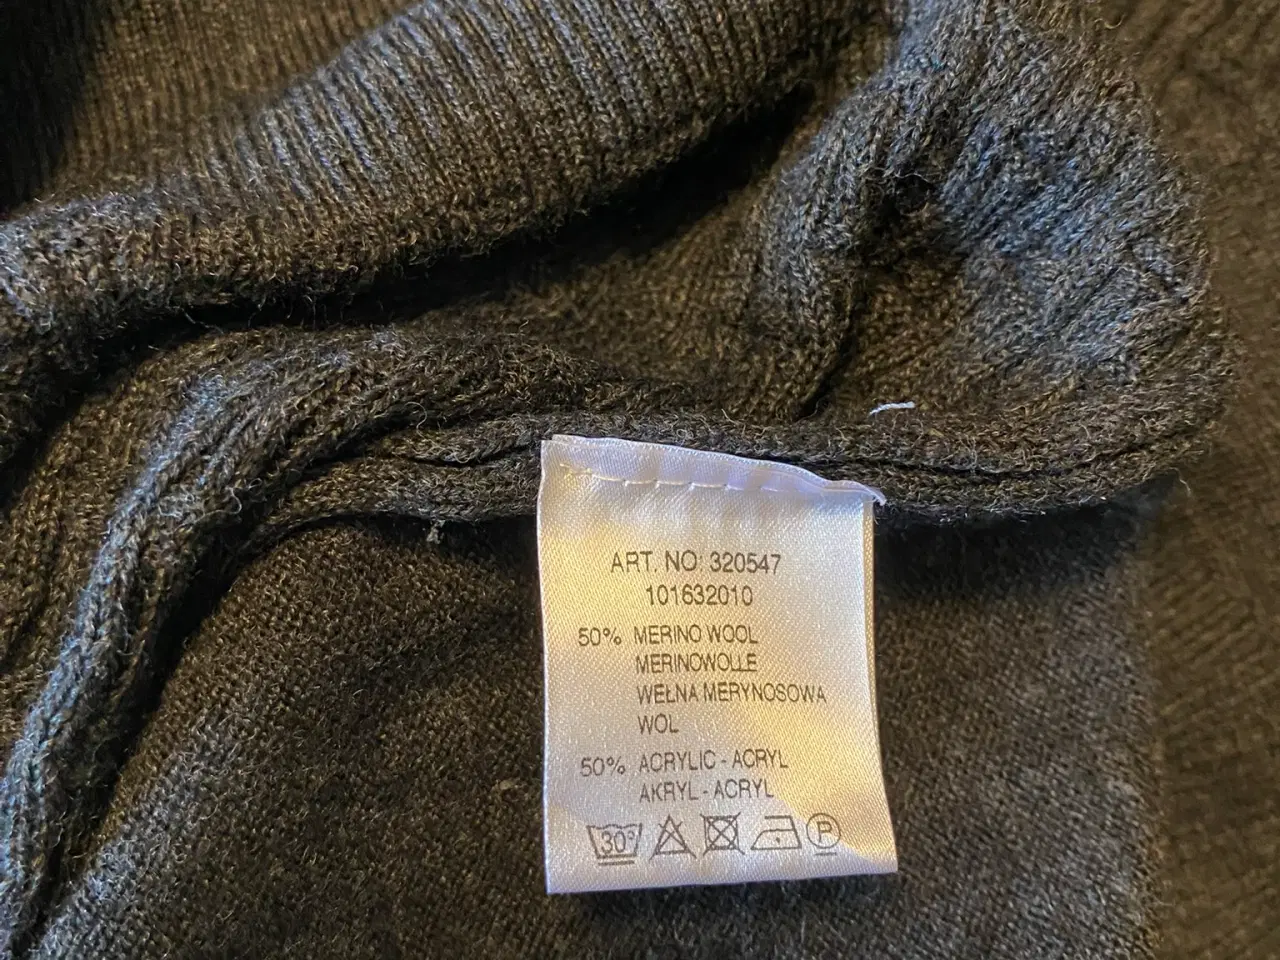 ART. NO: 320547
101632010
50% MERINO WOOL
MERINOWOLLE
WEŁNA MERYNOSOWA
WOL
50% ACRYLIC - ACRYL
AKRYL - ACRYL
30° P